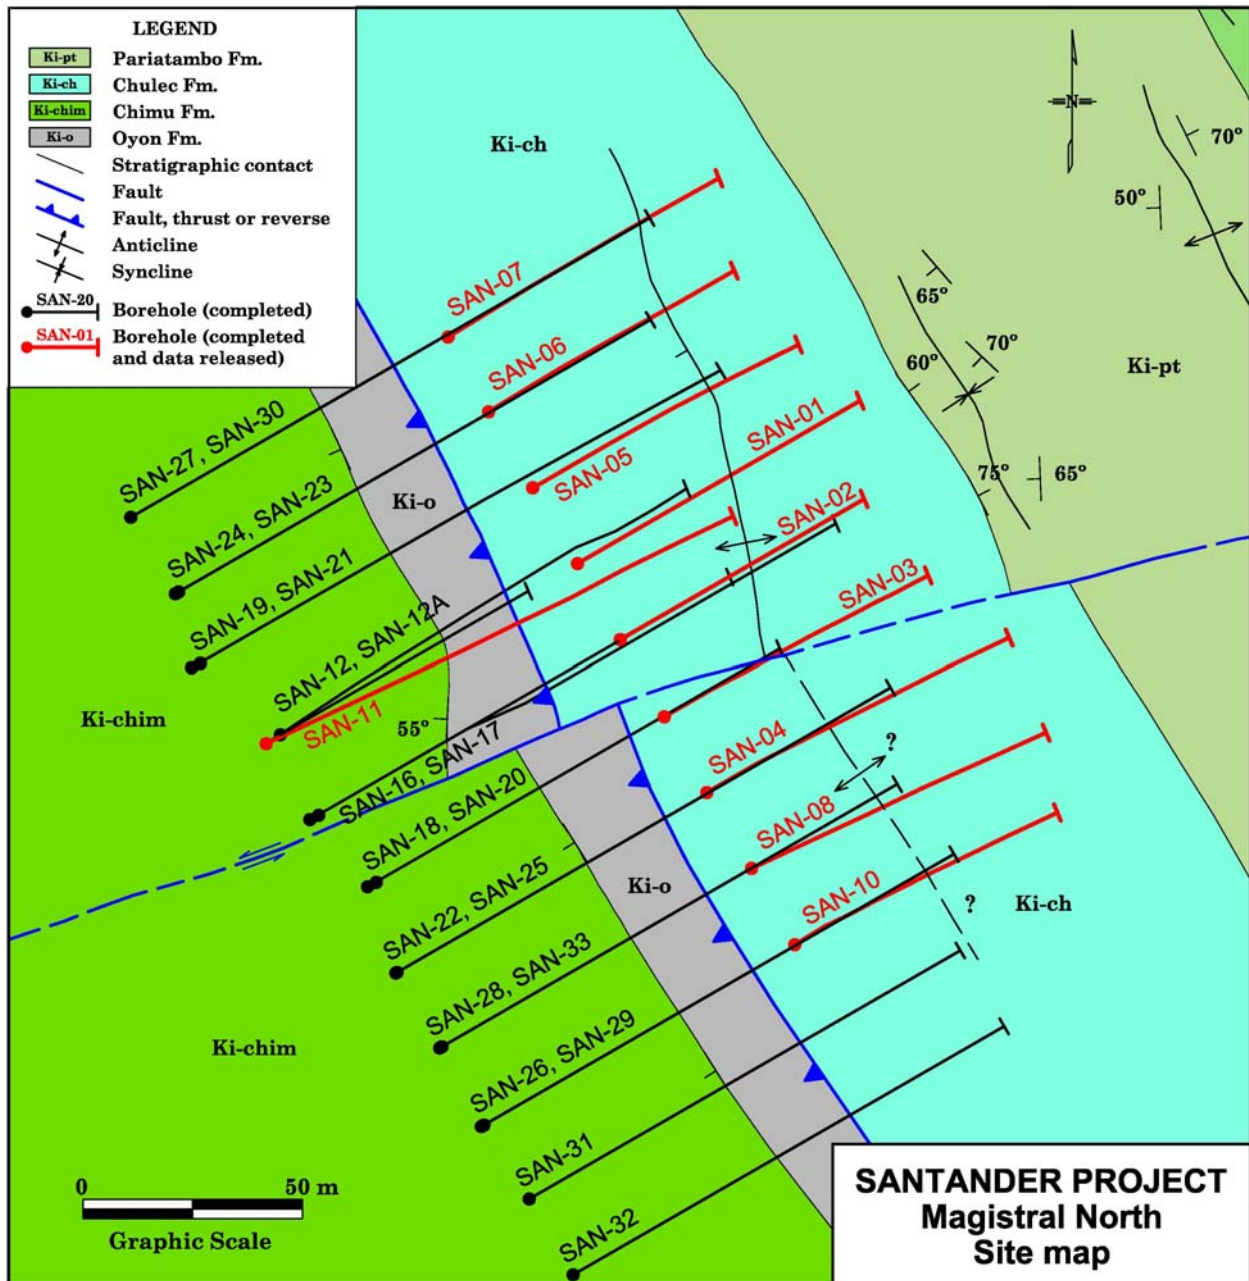 LEGEND
Ki-pt Pariatambo Fm.
Ki-ch Chulec Fm.
Ki-chim Chimu Fm.
Ki-o Oyon Fm.
Stratigraphic contact
Fault
Fault, thrust or reverse
Anticline
Syncline
SAN-20 Borehole (completed)
SAN-01 Borehole (completed
and data released)
N
Ki-ch
70°
50°
65°
60°
70°
Ki-pt
75°
65°
SAN-07
SAN-06
SAN-05
SAN-01
SAN-02
SAN-03
SAN-27, SAN-30
SAN-24, SAN-23
Ki-o
SAN-19, SAN-21
SAN-12, SAN-12A
SAN-11
Ki-chim
55°
SAN-16, SAN-17
SAN-18, SAN-20
SAN-04
?
SAN-08
SAN-22, SAN-25
Ki-o
SAN-10
?
Ki-ch
SAN-28, SAN-33
Ki-chim
SAN-26, SAN-29
SAN-31
SAN-32
0 50 m
Graphic Scale
SANTANDER PROJECT
Magistral North
Site map